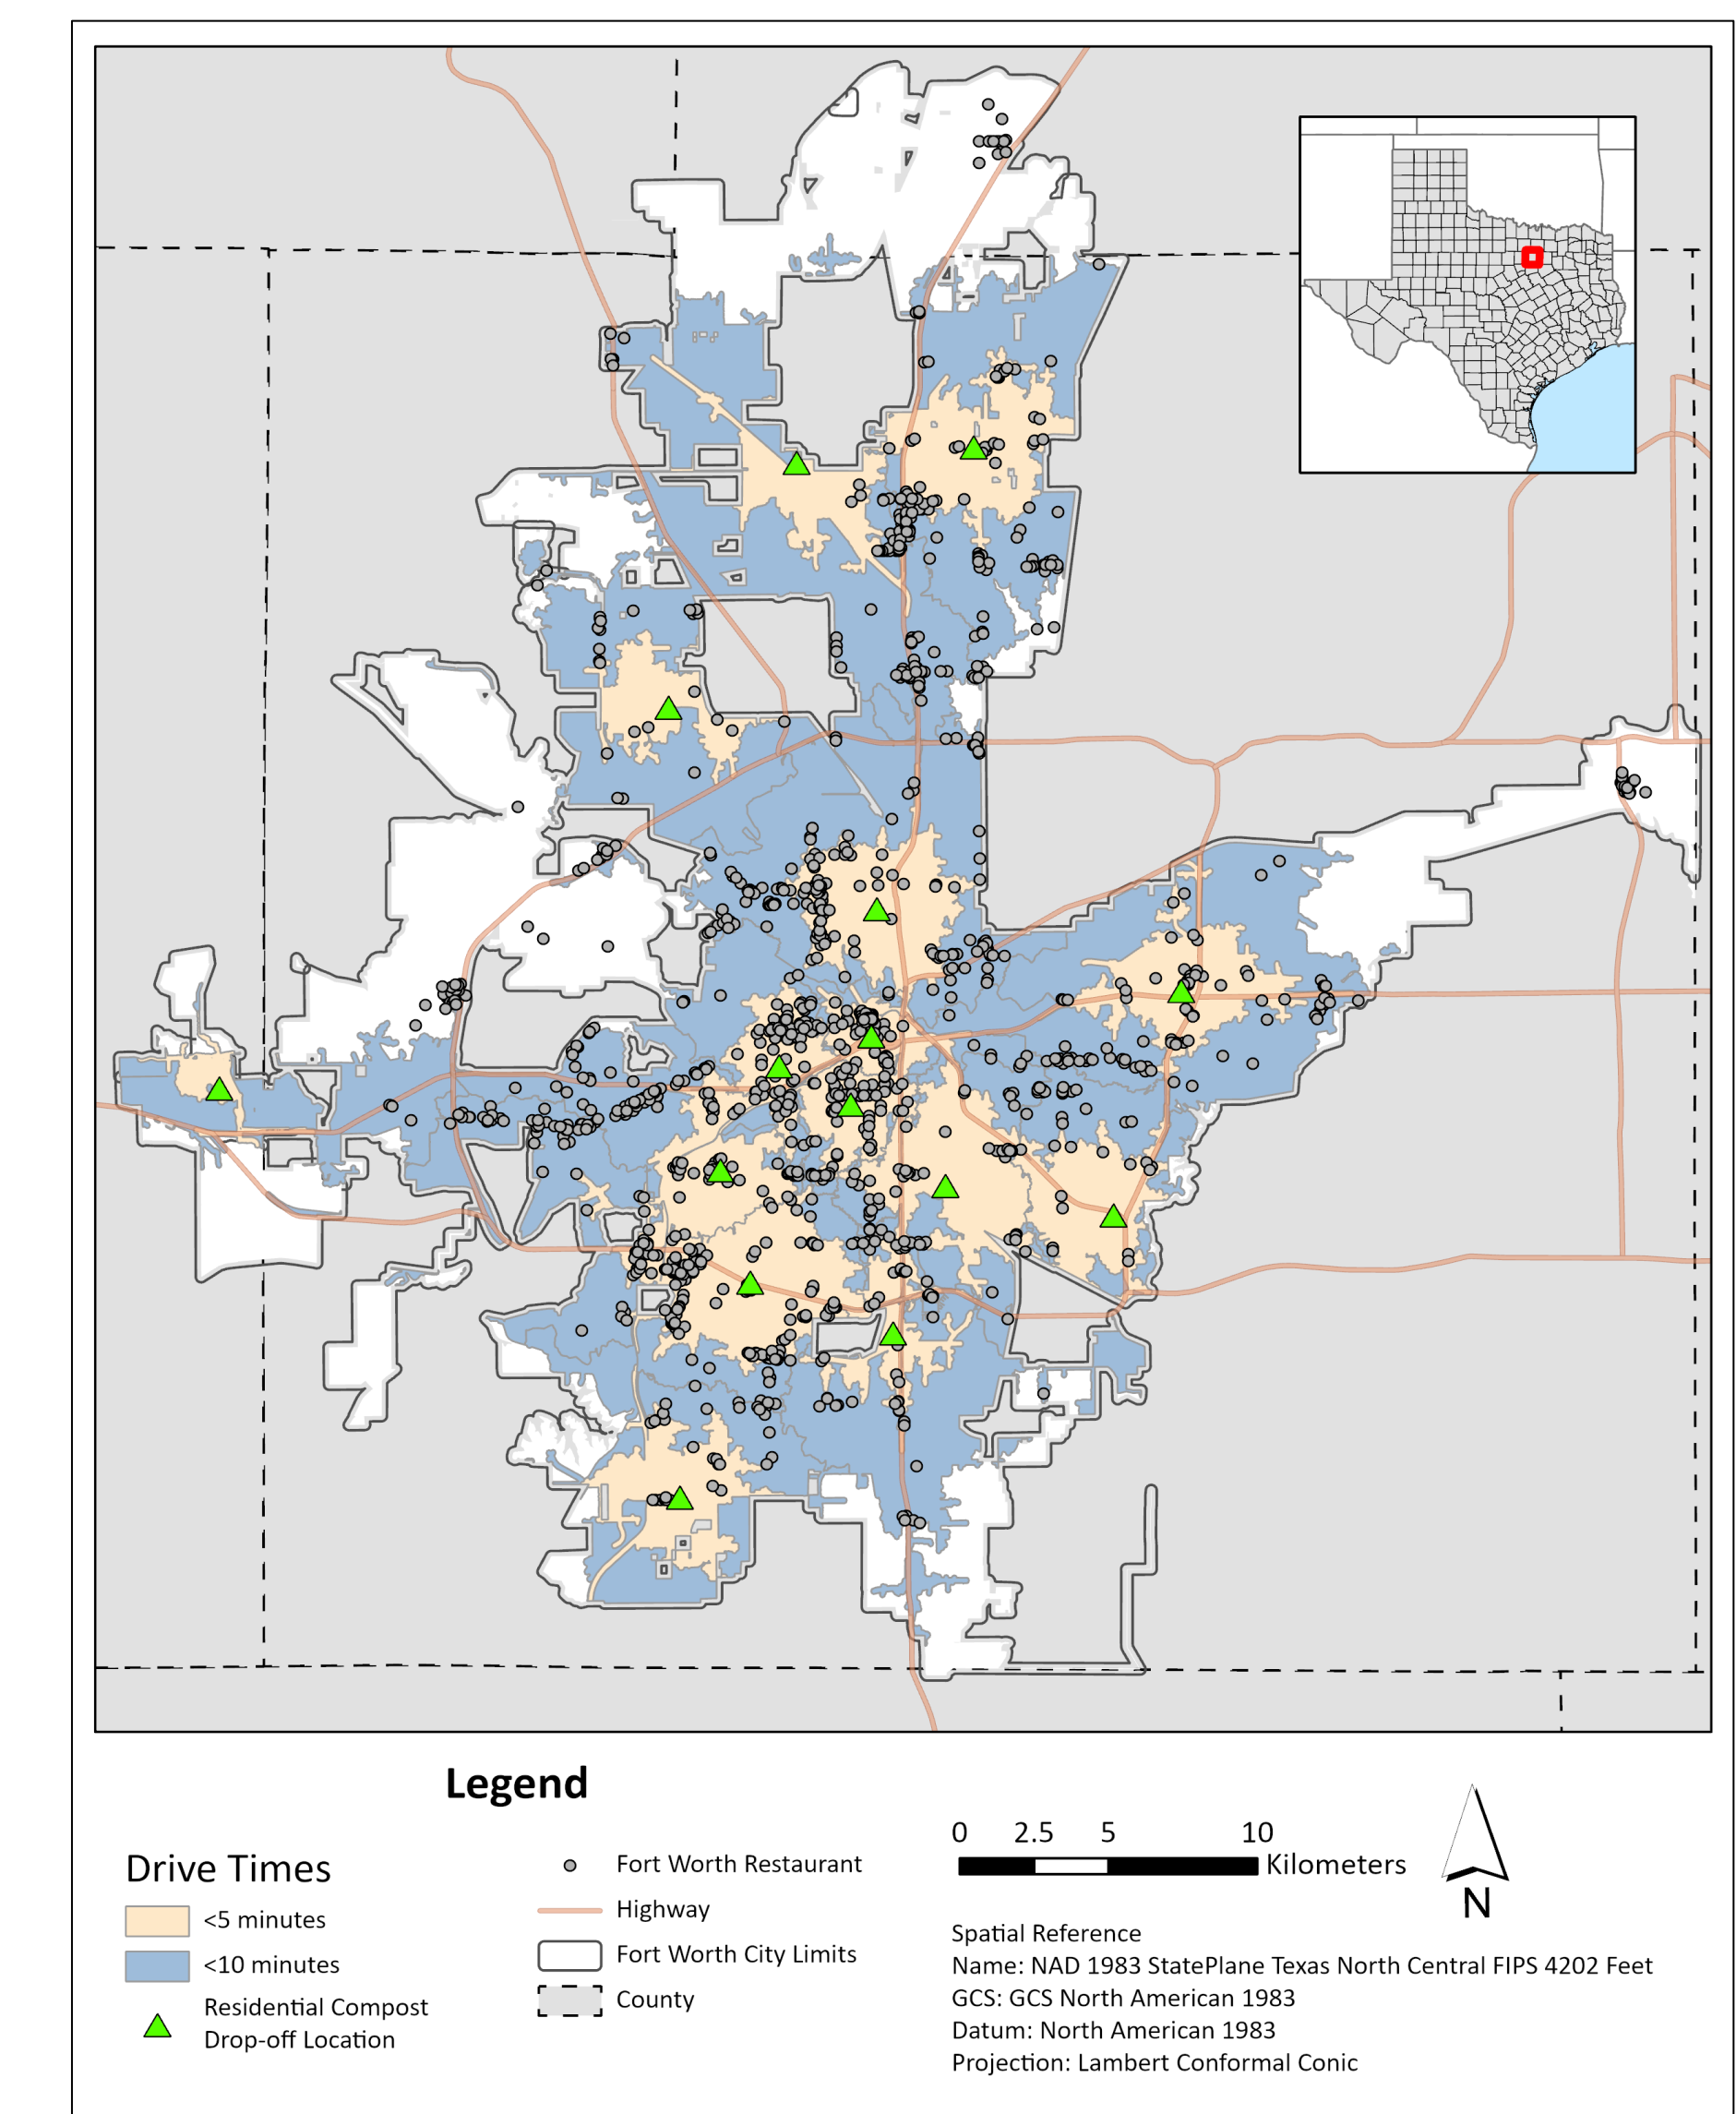 Legend
Drive Times
<5 minutes
<10 minutes
Residential Compost
Drop-off Location
Fort Worth Restaurant
Highway
Fort Worth City Limits
County
0 2.5 5 10
Kilometers
N
Spatial Reference
Name: NAD 1983 StatePlane Texas North Central FIPS 4202 Feet
GCS: GCS North American 1983
Datum: North American 1983
Projection: Lambert Conformal Conic